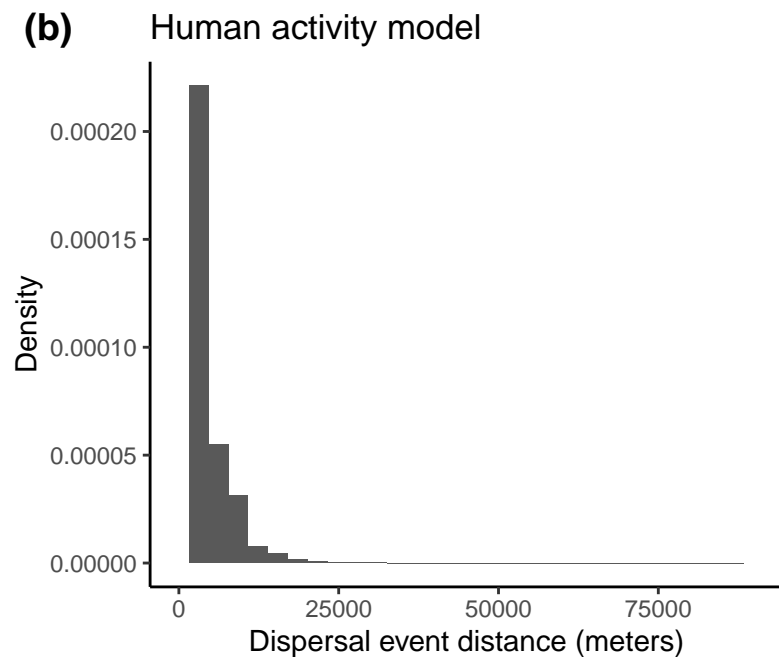 (b) Human activity model
0.00020
0.00015
0.00010
0.00005
0.00000
Density
0 25000 50000 75000
Dispersal event distance (meters)